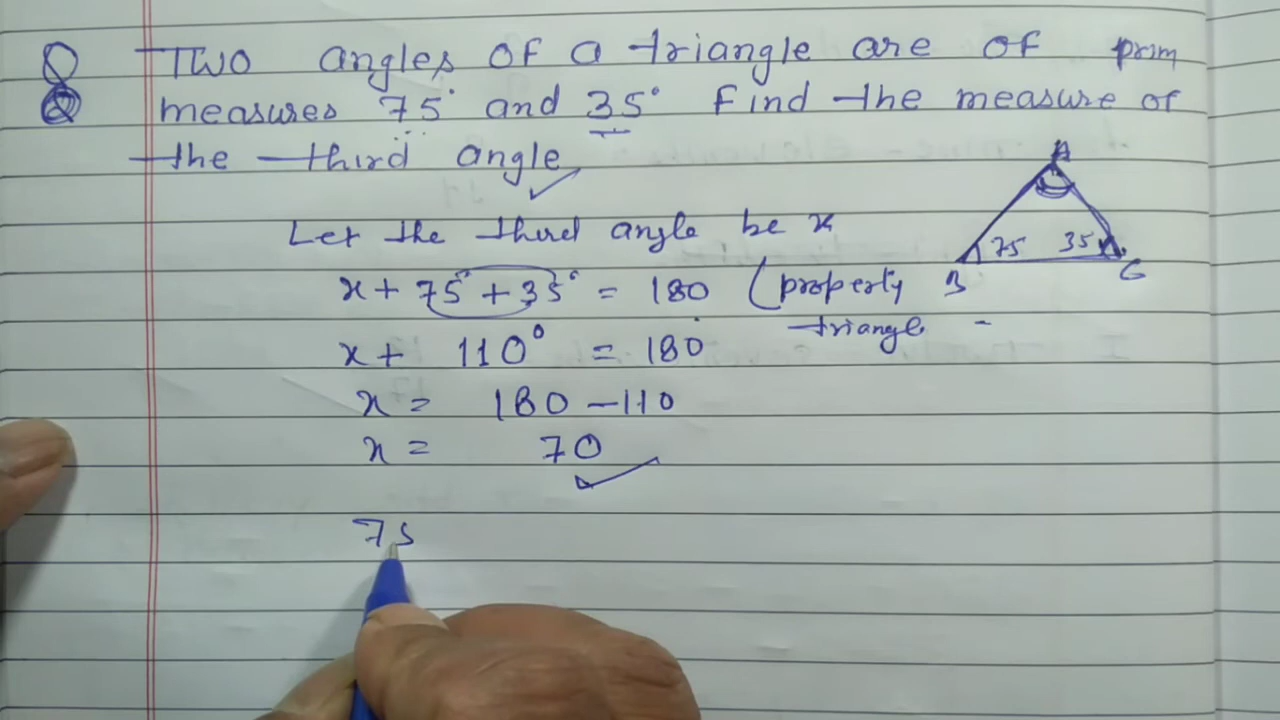 Q Two angles of a triangle are of prim
measures 75° and 35° Find the measure of
the third angle
A
75 35
B C
Let the third angle be x
x + 75° + 35° = 180 (property
triangle -
x + 110° = 180
x = 180 - 110
x = 70
75